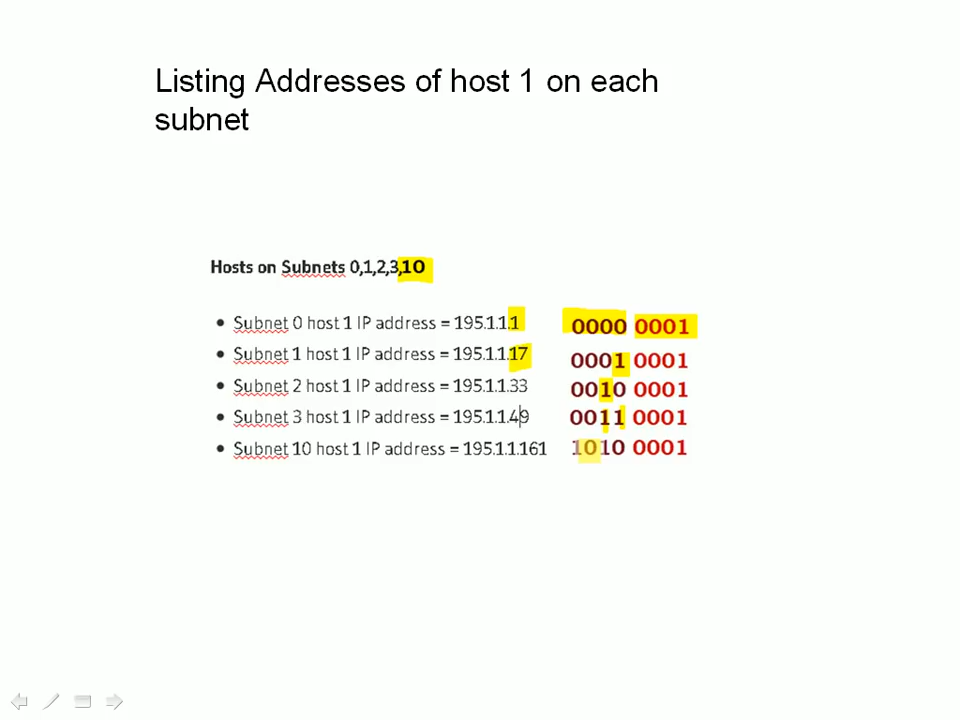 Listing Addresses of host 1 on each
subnet
Hosts on Subnets 0,1,2,3,10
• Subnet 0 host 1 IP address = 195.1.1.1 0000 0001
• Subnet 1 host 1 IP address = 195.1.1.17 0001 0001
• Subnet 2 host 1 IP address = 195.1.1.33 0010 0001
• Subnet 3 host 1 IP address = 195.1.1.49 0011 0001
• Subnet 10 host 1 IP address = 195.1.1.161 1010 0001